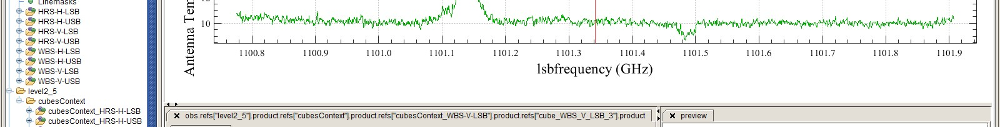 Linemasks
HRS-H-LSB
HRS-H-USB
HRS-V-LSB
HRS-V-USB
WBS-H-LSB
WBS-H-USB
WBS-V-LSB
WBS-V-USB
level2_5
cubesContext
cubesContext_HRS-H-LSB
cubesContext_HRS-H-USB
Antenna Tem
12
10
1100.8 1100.9 1101.0 1101.1 1101.2 1101.3 1101.4 1101.5 1101.6 1101.7 1101.8 1101.9
lsbfrequency (GHz)
obs.refs["level2_5"].product.refs["cubesContext"].product.refs["cubesContext_WBS-V-LSB"].product.refs["cube_WBS_V_LSB_3"].product
preview